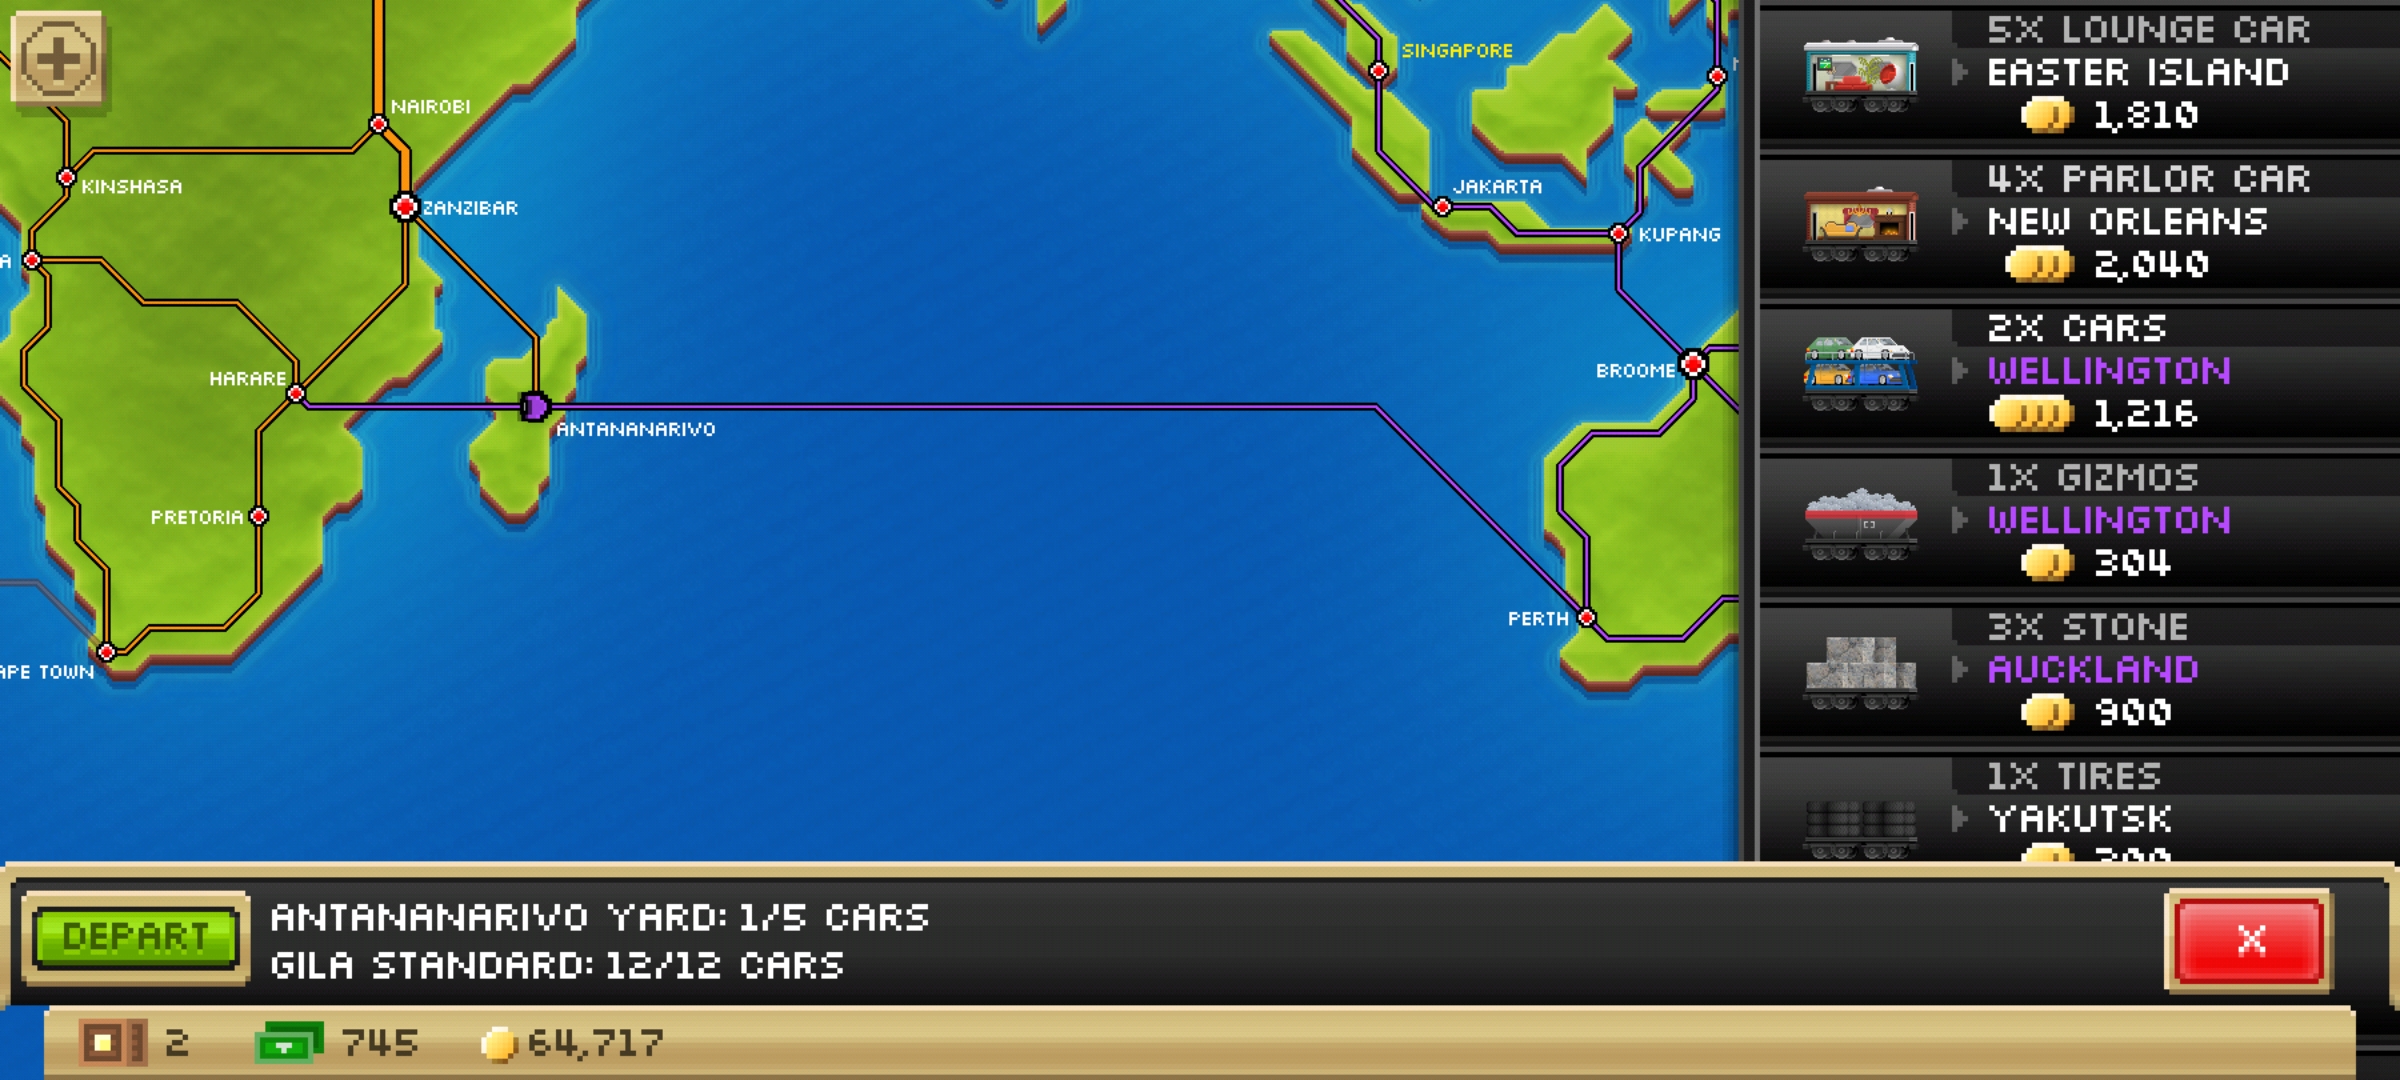 NAIROBI
KINSHASA
ZANZIBAR
A
HARARE
ANTANANARIVO
PRETORIA
APE TOWN
SINGAPORE
JAKARTA
KUPANG
BROOME
PERTH
5X LOUNGE CAR
EASTER ISLAND
1,810
4X PARLOR CAR
NEW ORLEANS
2,040
2X CARS
WELLINGTON
1,216
1X GIZMOS
WELLINGTON
304
3X STONE
AUCKLAND
900
1X TIRES
YAKUTSK
DEPART
ANTANANARIVO YARD: 1/5 CARS
GILA STANDARD: 12/12 CARS
X
2
745
64,717